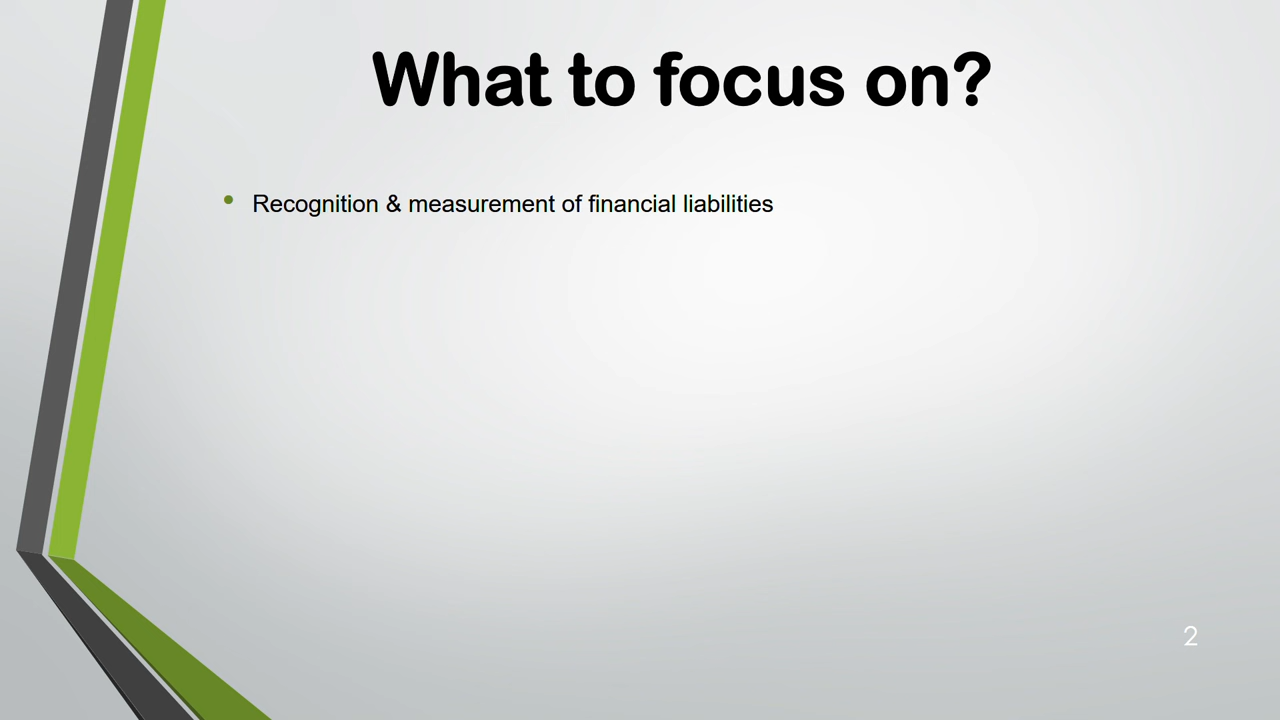 What to focus on?
• Recognition & measurement of financial liabilities
2